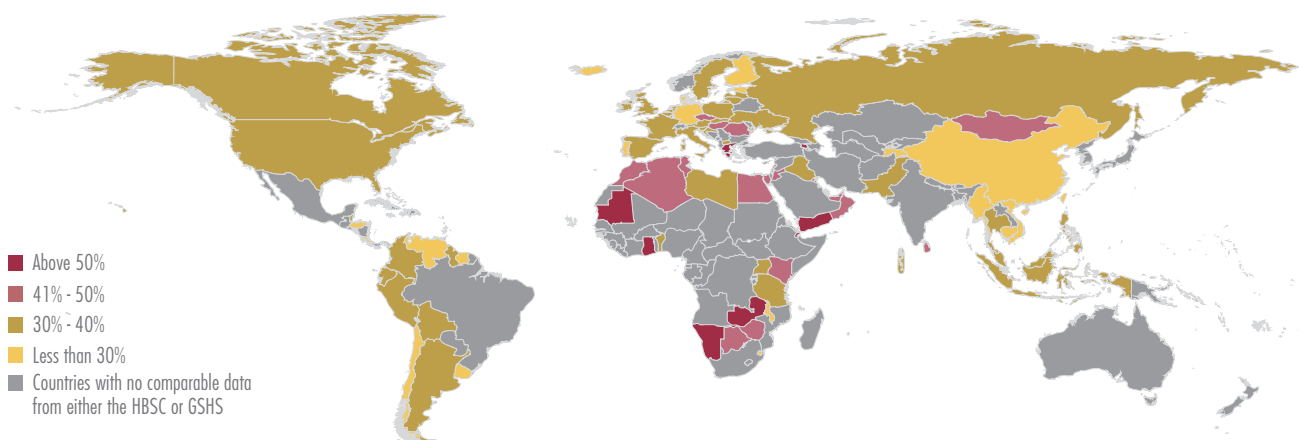 Above 50%
41% - 50%
30% - 40%
Less than 30%
Countries with no comparable data
from either the HBSC or GSHS